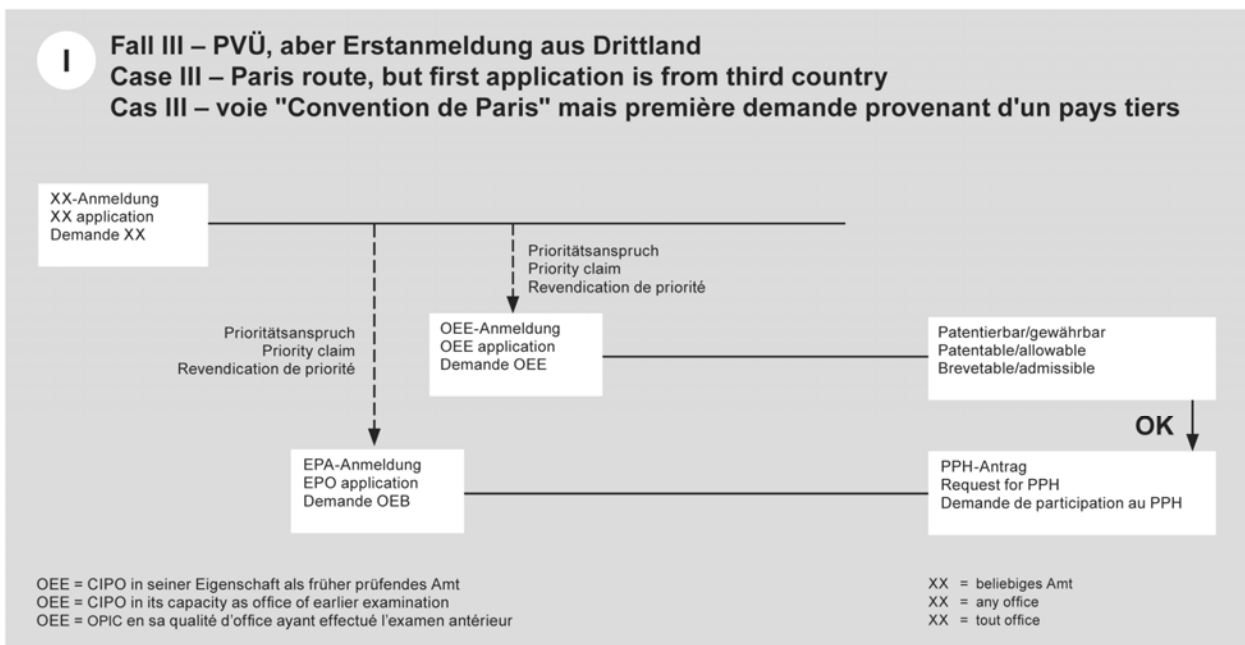 I
Fall III – PVÜ, aber Erstanmeldung aus Drittland
Case III – Paris route, but first application is from third country
Cas III – voie "Convention de Paris" mais première demande provenant d'un pays tiers
XX-Anmeldung
XX application
Demande XX
Prioritätsanspruch
Priority claim
Revendication de priorité
Prioritätsanspruch
Priority claim
Revendication de priorité
OEE-Anmeldung
OEE application
Demande OEE
Patentierbar/gewährbar
Patentable/allowable
Brevetable/admissible
OK
EPA-Anmeldung
EPO application
Demande OEB
PPH-Antrag
Request for PPH
Demande de participation au PPH
OEE = CIPO in seiner Eigenschaft als früher prüfendes Amt
OEE = CIPO in its capacity as office of earlier examination
OEE = OPIC en sa qualité d'office ayant effectué l'examen antérieur
XX = beliebiges Amt
XX = any office
XX = tout office